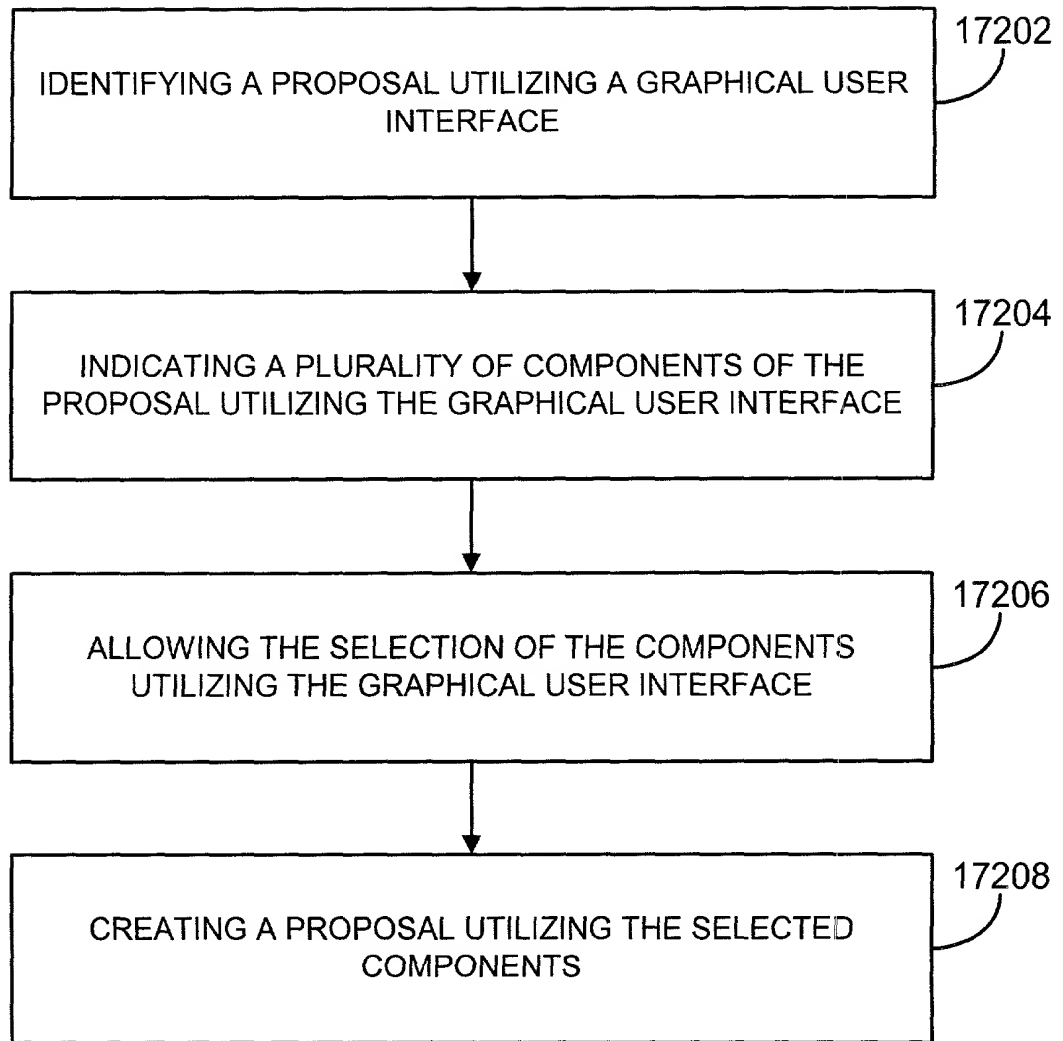 17202
IDENTIFYING A PROPOSAL UTILIZING A GRAPHICAL USER
INTERFACE
17204
INDICATING A PLURALITY OF COMPONENTS OF THE
PROPOSAL UTILIZING THE GRAPHICAL USER INTERFACE
17206
ALLOWING THE SELECTION OF THE COMPONENTS
UTILIZING THE GRAPHICAL USER INTERFACE
17208
CREATING A PROPOSAL UTILIZING THE SELECTED
COMPONENTS